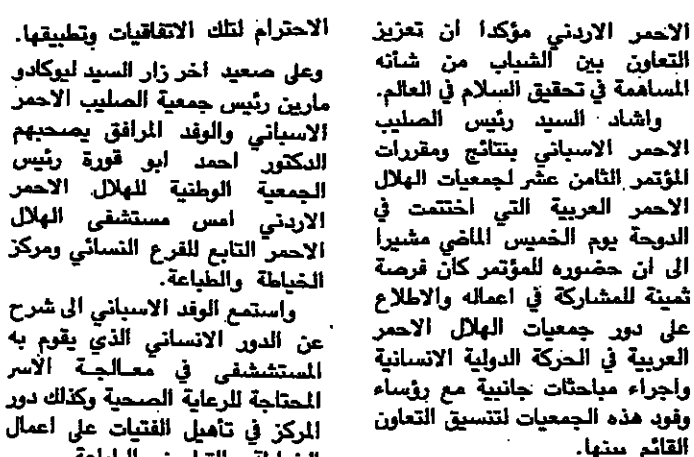 الاحمر الاردني مؤكدا ان تعزيز
التعاون بين الشباب من شأنه
المساهمة في تحقيق السلام في العالم.
واشاد السيد رئيس الصليب
الاحمر الاسباني بنتائج ومقررات
المؤتمر الثامن عشر لجمعيات الهلال
الاحمر العربية التي اختتمت في
الدوحة يوم الخميس الماضي مشيرا
الى ان حضوره للمؤتمر كان فرصة
ثمينة للمشاركة في اعماله والاطلاع
على دور جمعيات الهلال الاحمر
العربية في الحركة الدولية الانسانية
واجراء مباحثات جانبية مع رؤساء
وفود هذه الجمعيات لتنسيق التعاون
القائم بينها.
الاحترام لتلك الاتفاقيات وتطبيقها.
وعلى صعيد اخر زار السيد ليوكادو
مارين رئيس جمعية الصليب الاحمر
الاسباني والوفد المرافق يصحبهم
الدكتور احمد ابو قورة رئيس
الجمعية الوطنية للهلال الاحمر
الاردني امس مستشفى الهلال
الاحمر التابع للفرع النسائي ومركز
الخياطة والطباعة.
واستمع الوفد الاسباني الى شرح
عن الدور الانساني الذي يقوم به
المستششفى في معالجة الاسر
المحتاجة للرعاية الصحية وكذلك دور
المركز في تأهيل الفتيات على اعمال